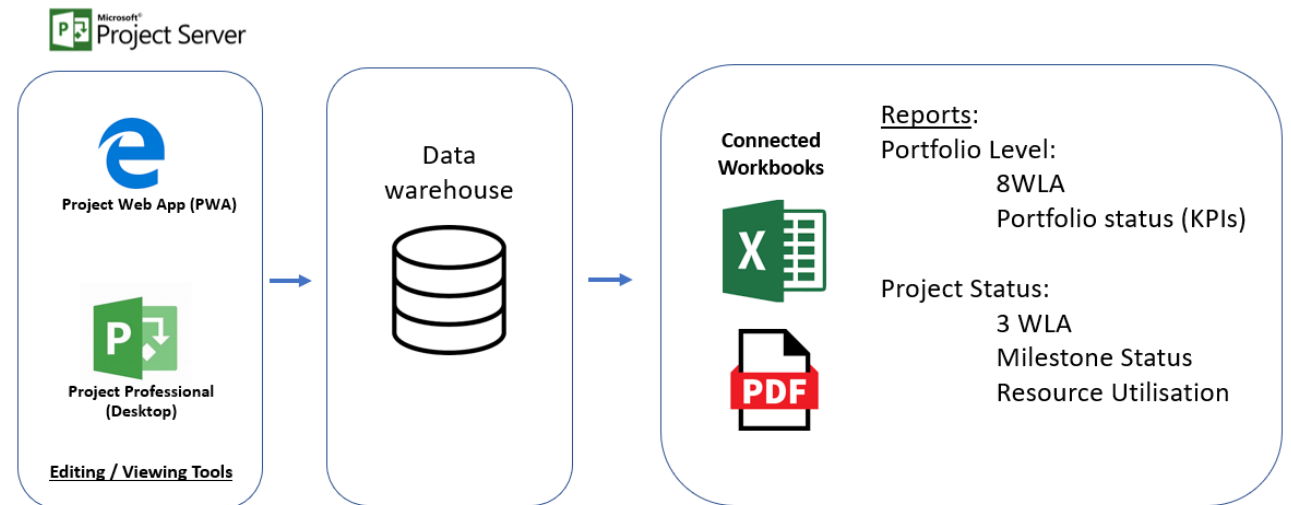 Microsoft®
Project Server
P
Project Web App (PWA)
P
Project Professional
(Desktop)
Editing / Viewing Tools
Data
warehouse
Connected
Workbooks
X
PDF
Reports:
Portfolio Level:
8WLA
Portfolio status (KPIs)
Project Status:
3 WLA
Milestone Status
Resource Utilisation